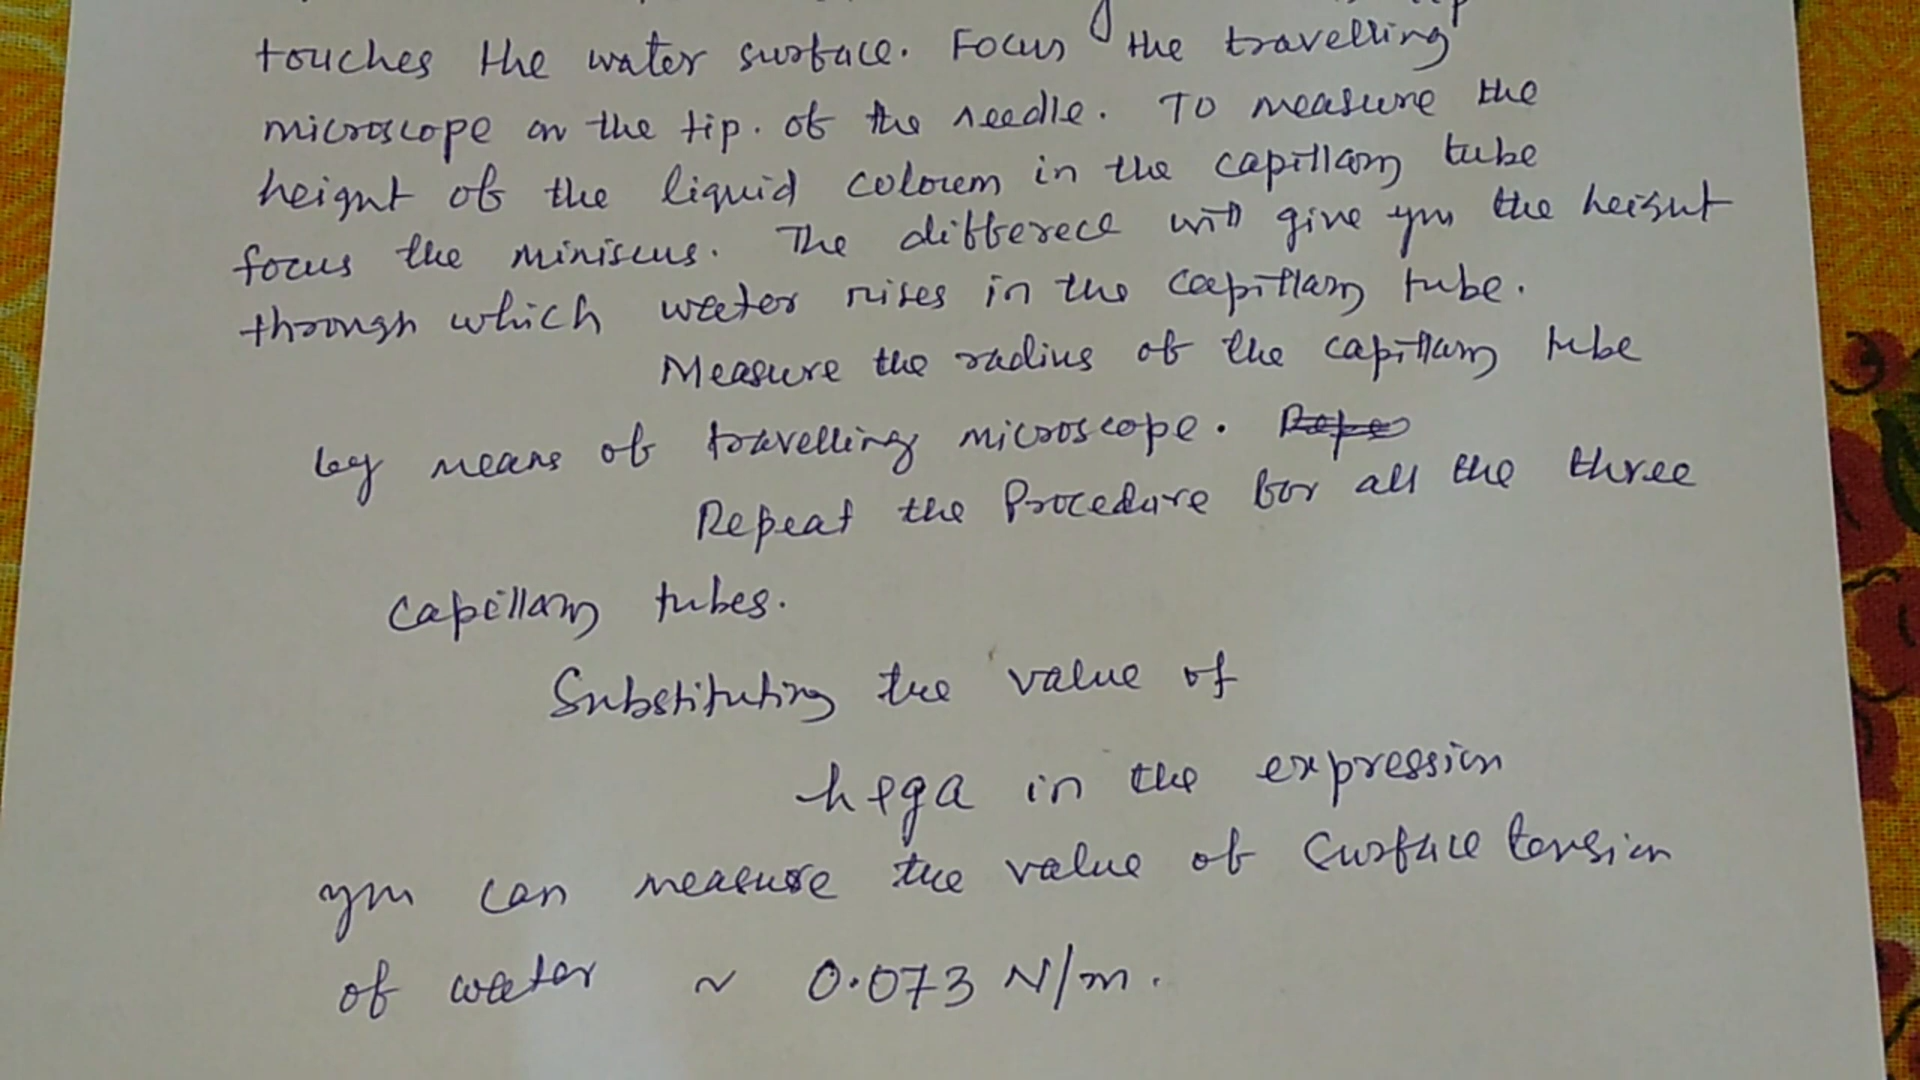 touches the water surface. Focus the travelling
microscope on the tip. of the needle. To measure the
height of the liquid coloum in the capillary tube
focus the miniscus. The differece will give you the height
through which water rises in the capillary tube.
Measure the radius of the capillary tube
by means of travelling microscope.
Repeat the Procedure for all the three
capillary tubes.
Substituting the value of
hρga in the expression
you can measure the value of surface tension
of water ~ 0.073 N/m.